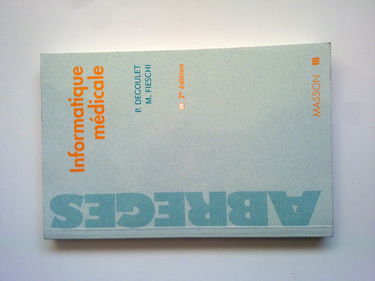 Informatique
médicale
P. DEGOULET
M. FIESCHI
2e édition
MASSON m
ABREGES